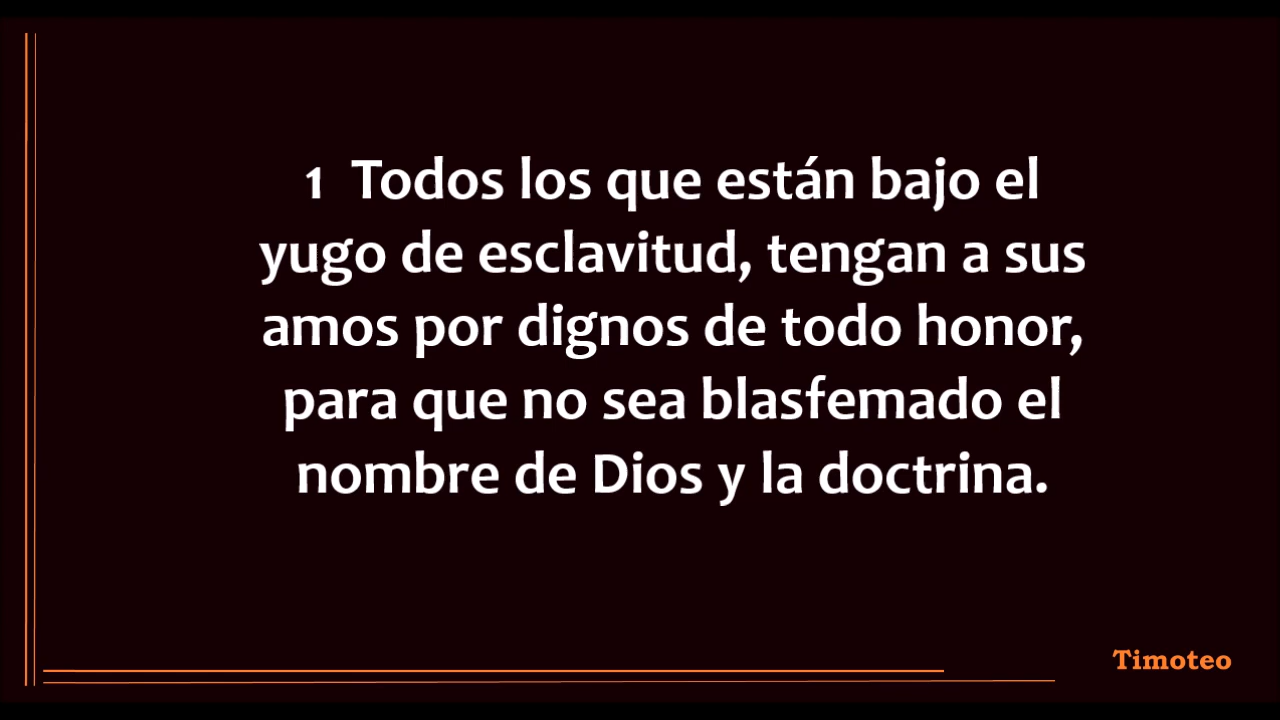 1 Todos los que están bajo el
yugo de esclavitud, tengan a sus
amos por dignos de todo honor,
para que no sea blasfemado el
nombre de Dios y la doctrina.
Timoteo